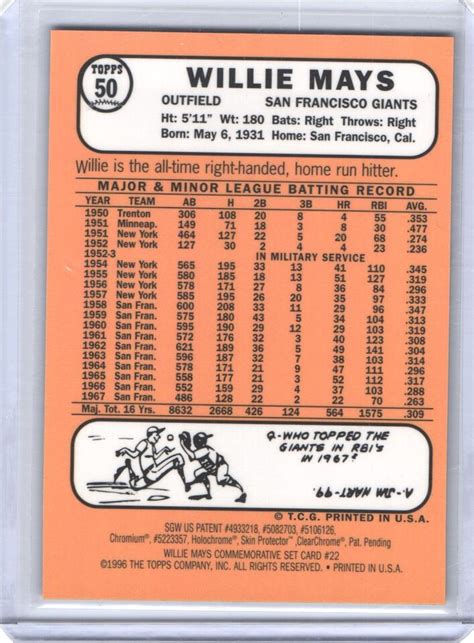 TOPPS
50
WILLIE MAYS
OUTFIELD SAN FRANCISCO GIANTS
Ht: 5'11" Wt: 180 Bats: Right Throws: Right
Born: May 6, 1931 Home: San Francisco, Cal.
Willie is the all-time right-handed, home run hitter.
MAJOR & MINOR LEAGUE BATTING RECORD
YEAR TEAM AB H 2B 3B HR RBI AVG.
1950 Trenton 306 108 20 8 4 55 .353
1951 Minneap. 149 71 18 3 8 30 .477
1951 New York 464 127 22 5 20 68 .274
1952 New York 127 30 2 4 4 23 .236
1952-3 IN MILITARY SERVICE
1954 New York 565 195 33 13 41 110 .345
1955 New York 580 185 18 13 51 127 .319
1956 New York 578 171 27 8 36 84 .296
1957 New York 585 195 26 20 35 97 .333
1958 San Fran. 600 208 33 11 29 96 .347
1959 San Fran. 575 180 43 5 34 104 .313
1960 San Fran. 595 190 29 12 29 103 .319
1961 San Fran. 572 176 32 3 40 123 .308
1962 San Fran. 621 189 36 5 49 141 .304
1963 San Fran. 596 187 32 7 38 103 .314
1964 San Fran. 578 171 21 9 47 111 .296
1965 San Fran. 558 177 21 3 52 112 .317
1966 San Fran. 552 159 29 4 37 103 .288
1967 San Fran. 486 128 22 2 22 70 .263
Maj. Tot. 16 Yrs. 8632 2668 426 124 564 1575 .309
Q-WHO TOPPED THE
GIANTS IN RBI'S
IN 1967?
A- JIM HART-99.
© T.C.G. PRINTED IN U.S.A.
SGW US PATENT #4933218, #5082703, #5106126,
Chromium®, #5223357, Holochrome®, Skin Protector™, ClearChrome®, Pat. Pending
WILLIE MAYS COMMEMORATIVE SET CARD #22
©1996 THE TOPPS COMPANY, INC. ALL RIGHTS RESERVED. • PRINTED IN U.S.A.